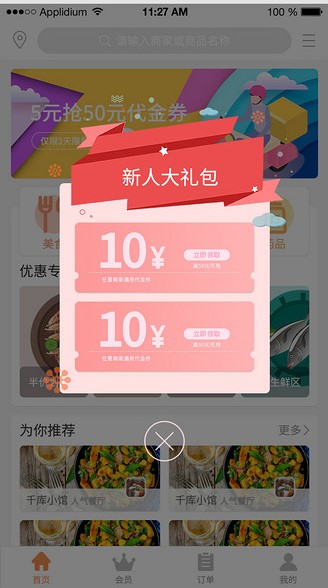 Applidium
11:27 AM
100 %
请输入商家或商品名称
5元抢50元代金券
仅限3天
新人大礼包
美食
药品
10¥
立即领取
满50元可用
任意商家通用代金券
10¥
立即领取
满50元可用
任意商家通用代金券
优惠专
半价
生鲜区
为你推荐
更多
千库小馆 人气餐厅
千库小馆 人气餐厅
首页
会员
订单
我的